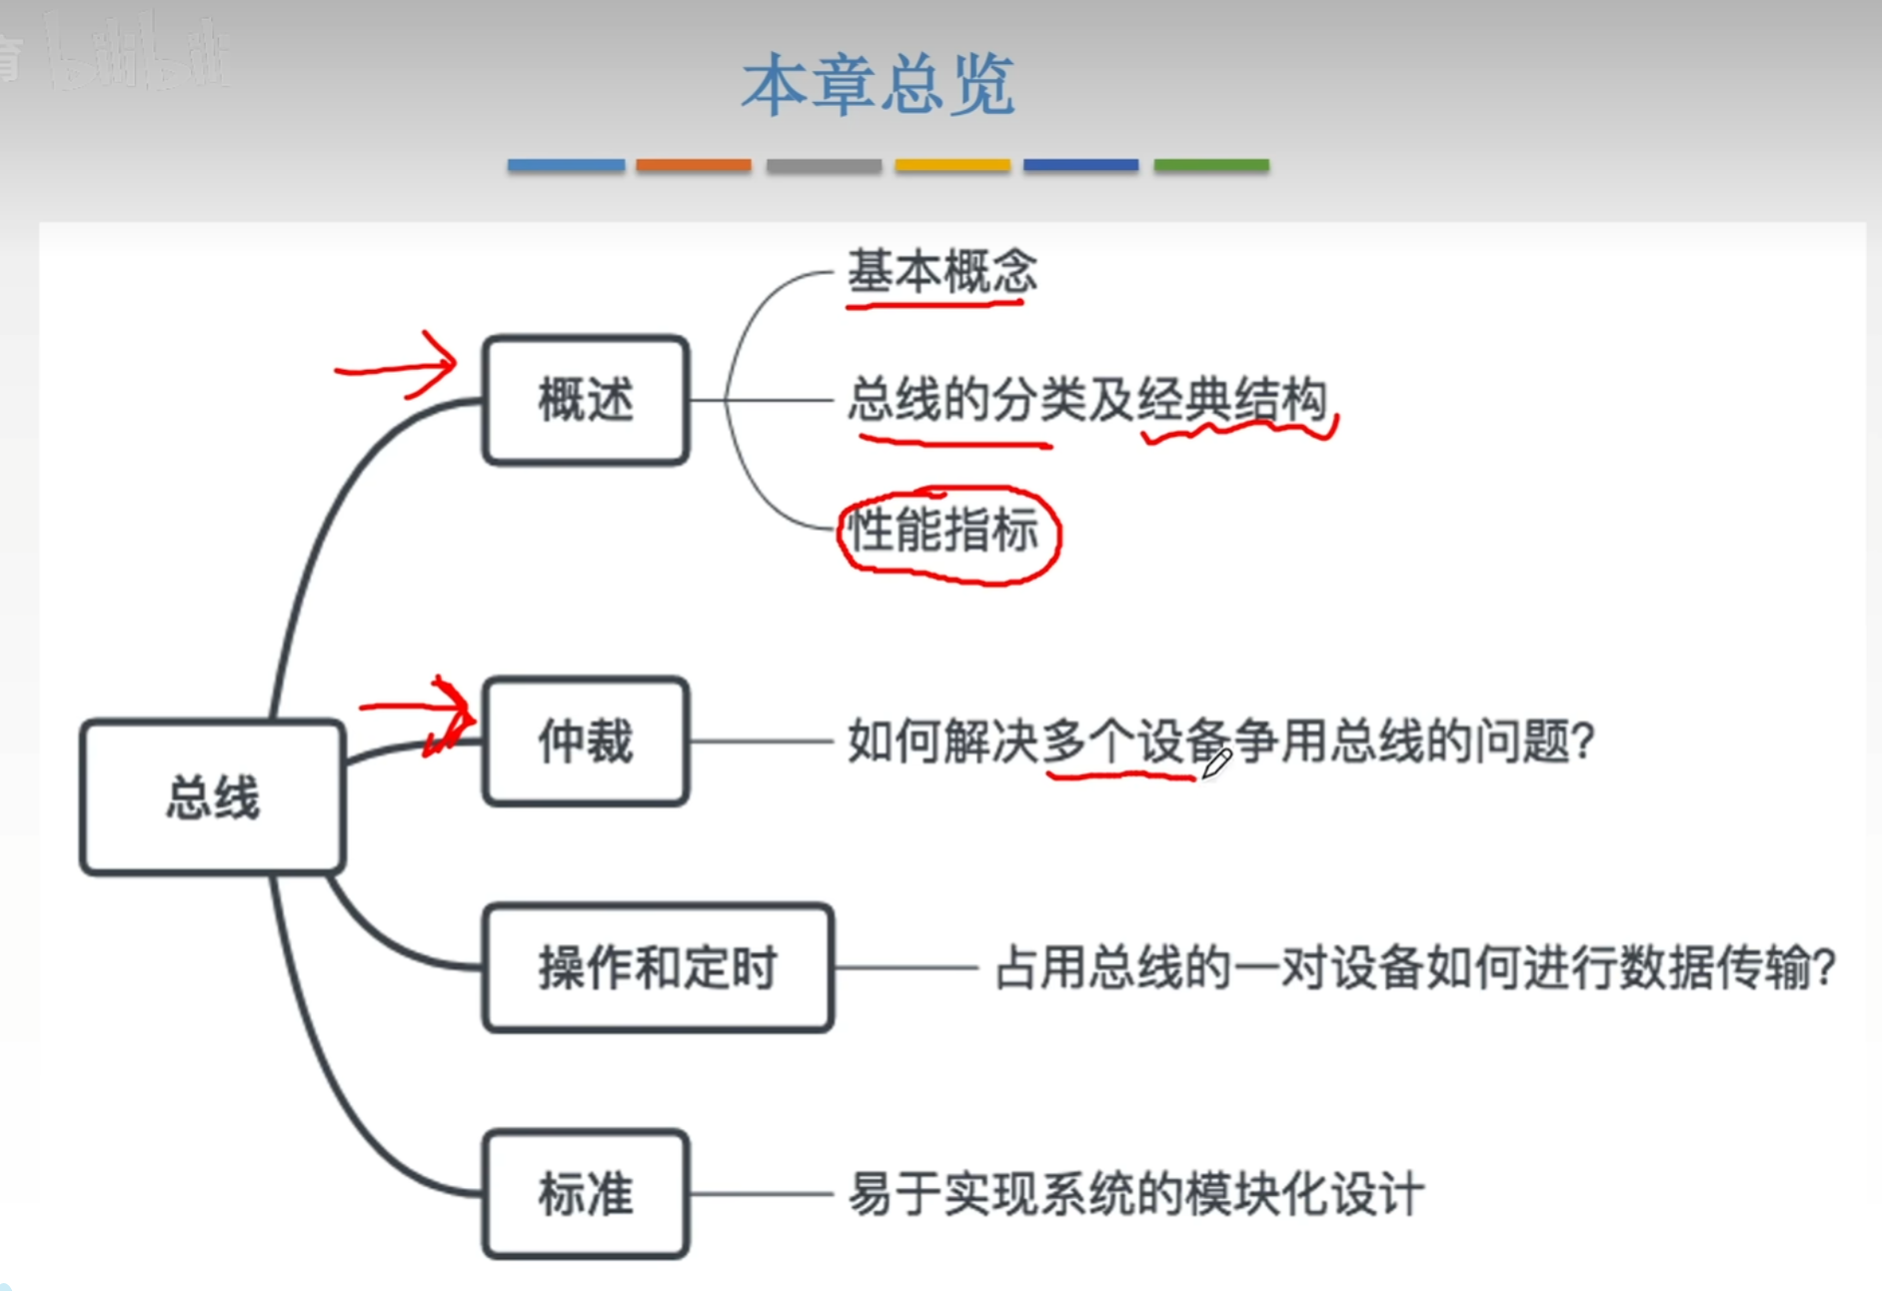 育 bilibili
本章总览
基本概念
概述
总线的分类及经典结构
性能指标
仲裁
如何解决多个设备争用总线的问题?
总线
操作和定时
占用总线的一对设备如何进行数据传输?
标准
易于实现系统的模块化设计